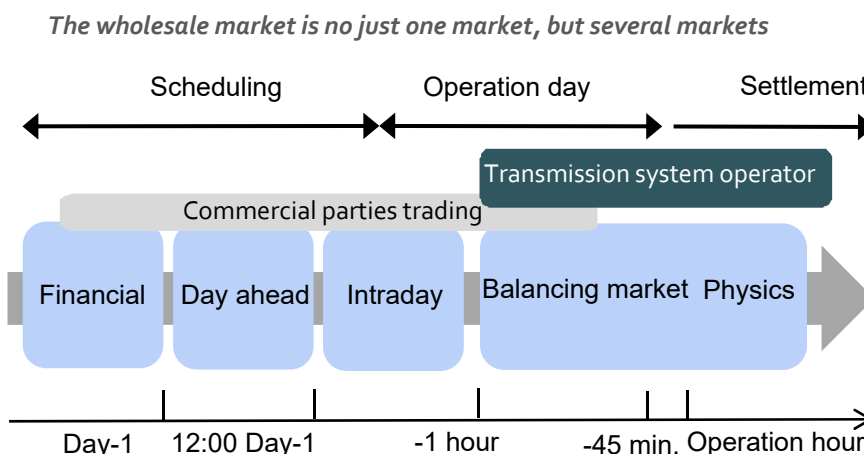 The wholesale market is no just one market, but several markets
Scheduling
Operation day
Settlement
Transmission system operator
Commercial parties trading
Financial
Day ahead
Intraday
Balancing market
Physics
Day-1
12:00 Day-1
-1 hour
-45 min.
Operation hour